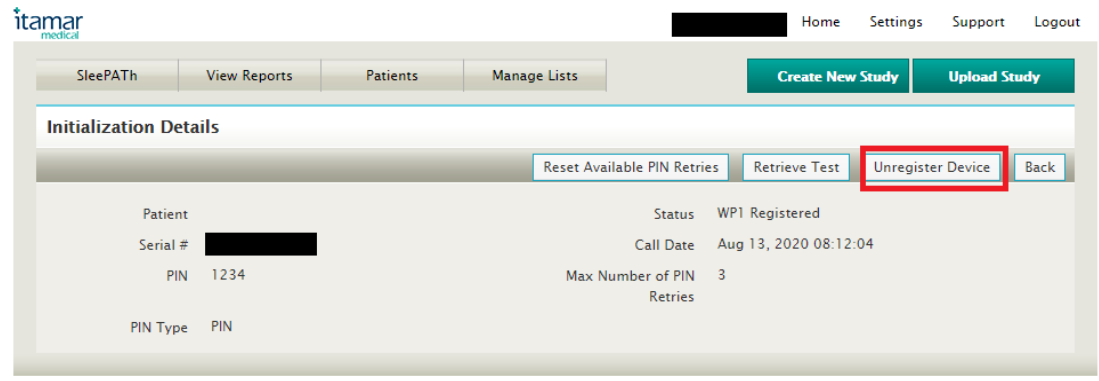 itamar
medical
Home Settings Support Logout
SleePATh View Reports Patients Manage Lists Create New Study Upload Study
Initialization Details
Reset Available PIN Retries Retrieve Test Unregister Device Back
Patient Status WP1 Registered
Serial # Call Date Aug 13, 2020 08:12:04
PIN 1234 Max Number of PIN 3
Retries
PIN Type PIN